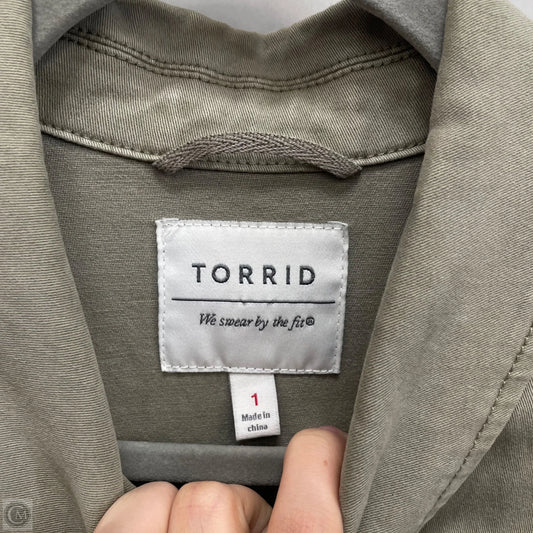 TORRID
We swear by the fit®
1
Made in
china